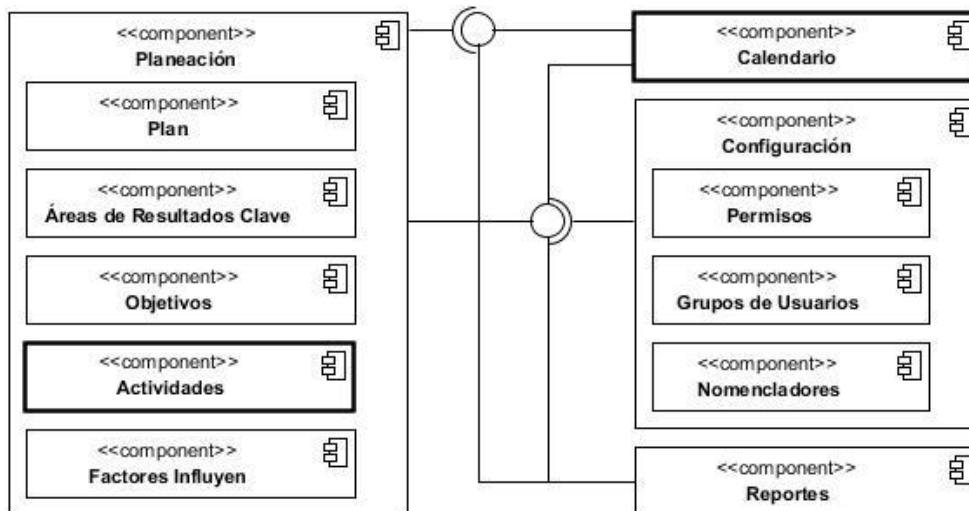 <<component>>
Planeación
<<component>>
Plan
<<component>>
Áreas de Resultados Clave
<<component>>
Objetivos
<<component>>
Actividades
<<component>>
Factores Influyen
<<component>>
Calendario
<<component>>
Configuración
<<component>>
Permisos
<<component>>
Grupos de Usuarios
<<component>>
Nomencladores
<<component>>
Reportes